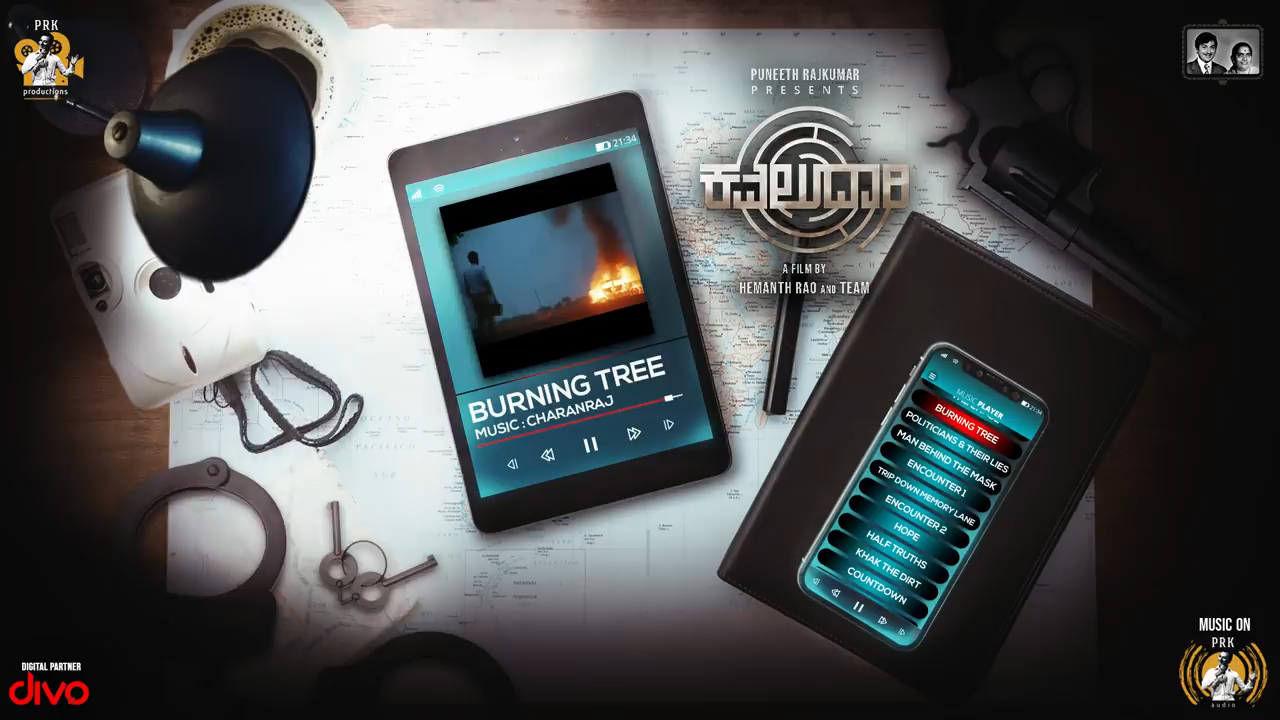 PRK
productions
PUNEETH RAJKUMAR
PRESENTS
ಕವಲುದಾರಿ
A FILM BY
HEMANTH RAO AND TEAM
21:34
BURNING TREE
MUSIC : CHARANRAJ
21:34
MUSIC PLAYER
BURNING TREE
POLITICIANS & THEIR LIES
MAN BEHIND THE MASK
ENCOUNTER 1
TRIP DOWN MEMORY LANE
ENCOUNTER 2
HOPE
HALF TRUTHS
KHAK THE DIRT
COUNTDOWN
DIGITAL PARTNER
divo
MUSIC ON
PRK
audio